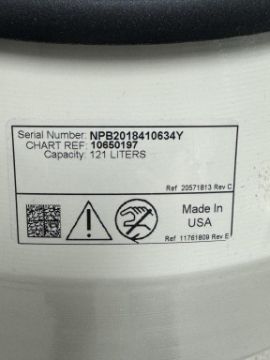 Serial Number: NPB2018410634Y
CHART REF: 10650197
Capacity: 121 LITERS
Ref 20571813 Rev C
Made In
USA
Ref 11761809 Rev E